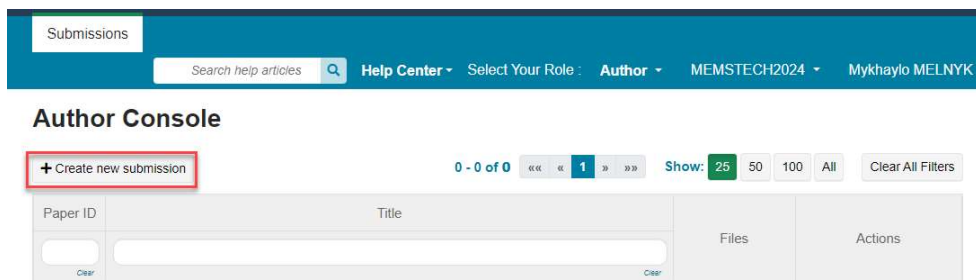 Submissions
Search help articles Help Center Select Your Role : Author MEMSTECH2024 Mykhaylo MELNYK
Author Console
+ Create new submission 0 - 0 of 0 «« « 1 » »» Show: 25 50 100 All Clear All Filters
Paper ID Title Files Actions
Clear Clear